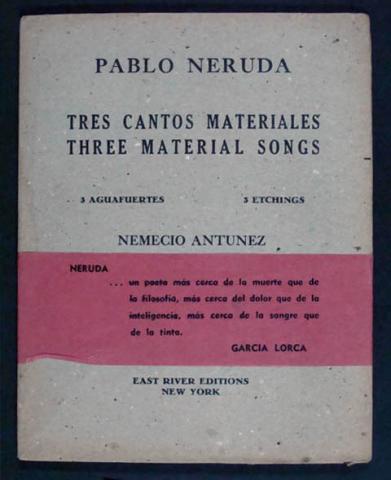 PABLO NERUDA
TRES CANTOS MATERIALES
THREE MATERIAL SONGS
3 AGUAFUERTES 3 ETCHINGS
NEMECIO ANTUNEZ
NERUDA
... un poeta más cerca de la muerte que de
la filosofía, más cerca del dolor que de la
inteligencia, más cerca de la sangre que
de la tinta.
GARCIA LORCA
EAST RIVER EDITIONS
NEW YORK